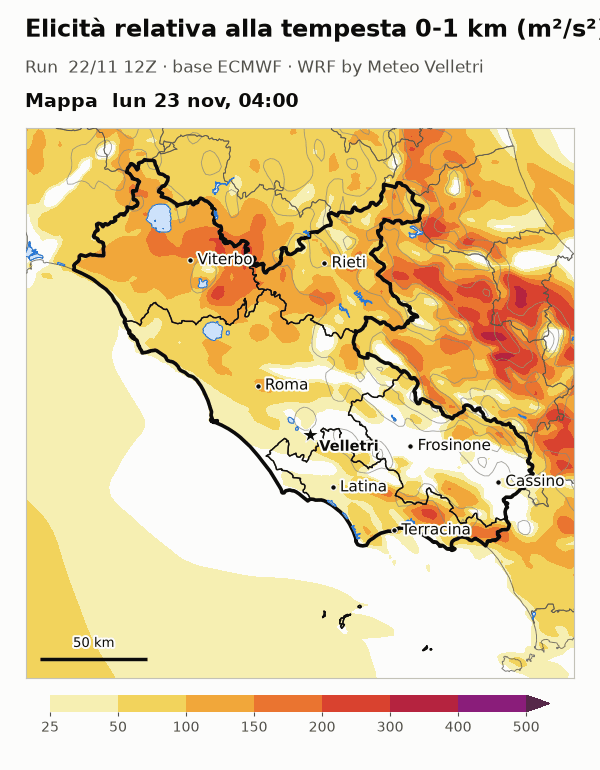 Elicità relativa alla tempesta 0-1 km (m²/s²)
Run 22/11 12Z · base ECMWF · WRF by Meteo Velletri
Mappa lun 23 nov, 04:00
Viterbo
Rieti
Roma
Velletri
Frosinone
Cassino
Latina
Terracina
50 km
25 50 100 150 200 300 400 500